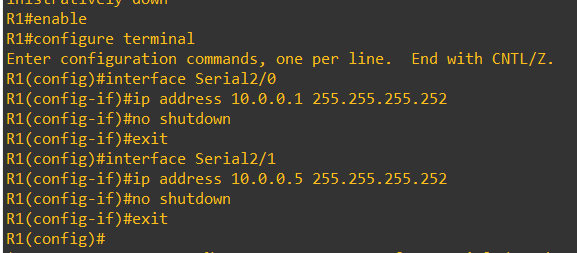 inistratively down
R1#enable
R1#configure terminal
Enter configuration commands, one per line.  End with CNTL/Z.
R1(config)#interface Serial2/0
R1(config-if)#ip address 10.0.0.1 255.255.255.252
R1(config-if)#no shutdown
R1(config-if)#exit
R1(config)#interface Serial2/1
R1(config-if)#ip address 10.0.0.5 255.255.255.252
R1(config-if)#no shutdown
R1(config-if)#exit
R1(config)#